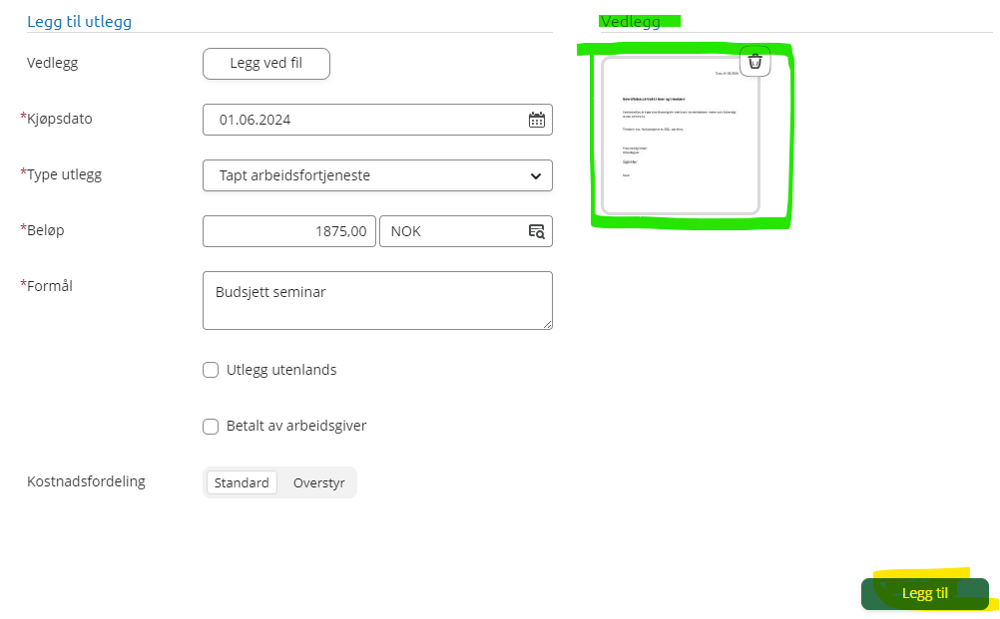 Legg til utlegg
Vedlegg
Legg ved fil
*Kjøpsdato
01.06.2024
*Type utlegg
Tapt arbeidsfortjeneste
*Beløp
1875,00
NOK
*Formål
Budsjett seminar
Utlegg utenlands
Betalt av arbeidsgiver
Kostnadsfordeling
Standard
Overstyr
Vedlegg
Legg til